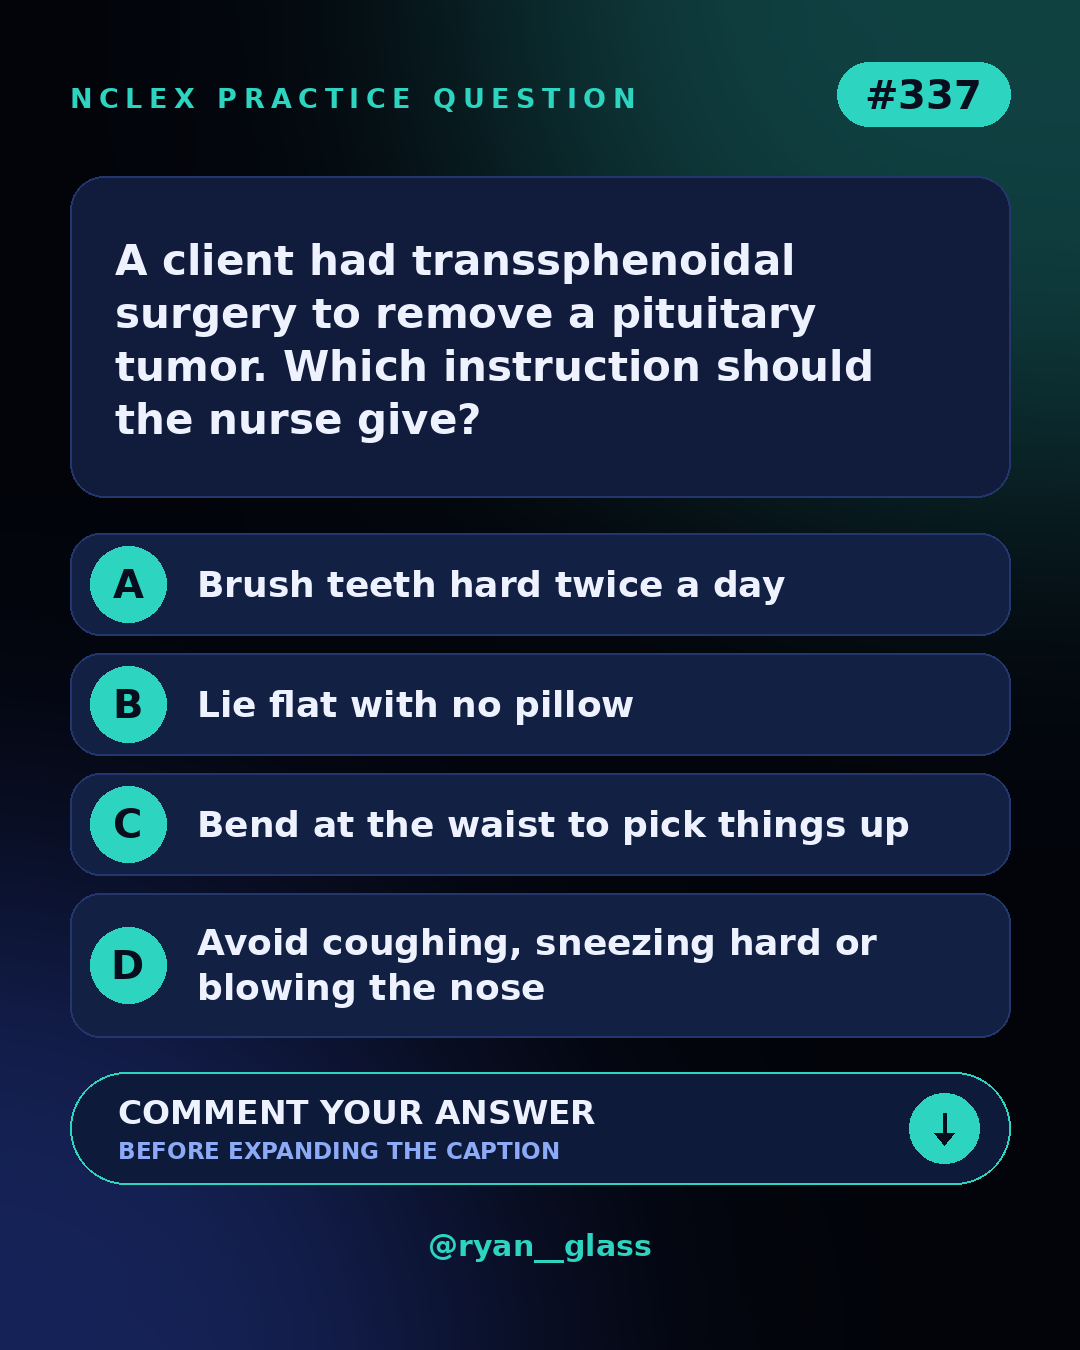 NCLEX PRACTICE QUESTION
#337
A client had transsphenoidal
surgery to remove a pituitary
tumor. Which instruction should
the nurse give?
A Brush teeth hard twice a day
B Lie flat with no pillow
C Bend at the waist to pick things up
D Avoid coughing, sneezing hard or
blowing the nose
COMMENT YOUR ANSWER
BEFORE EXPANDING THE CAPTION
@ryan__glass